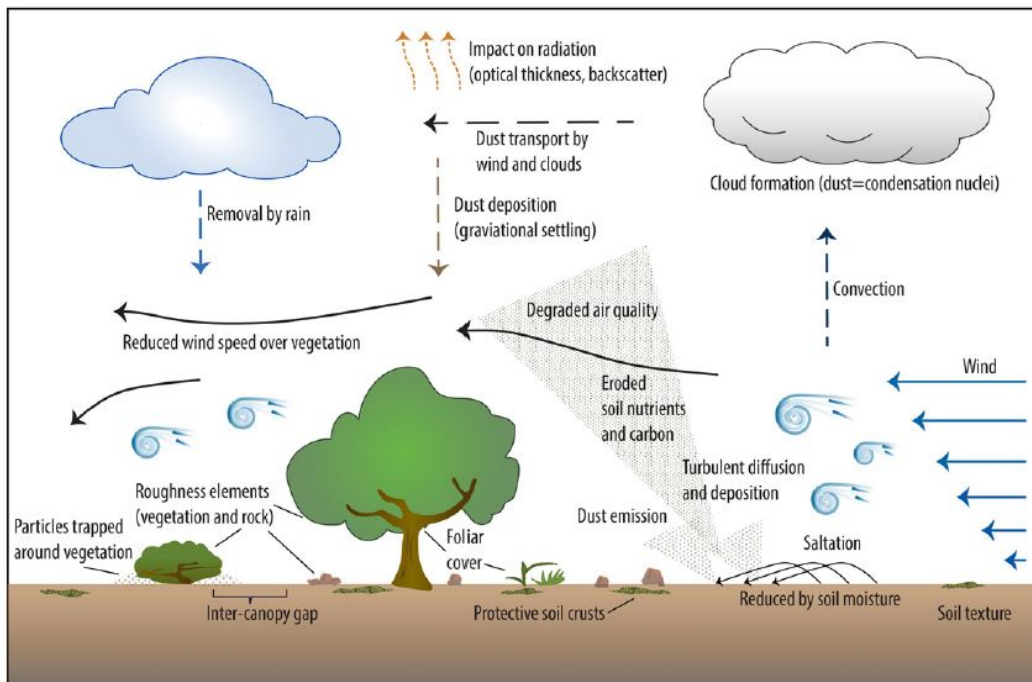 Impact on radiation
(optical thickness, backscatter)
Dust transport by
wind and clouds
Cloud formation (dust=condensation nuclei)
Removal by rain
Dust deposition
(graviational settling)
Convection
Degraded air quality
Reduced wind speed over vegetation
Wind
Eroded
soil nutrients
and carbon
Turbulent diffusion
and deposition
Roughness elements
(vegetation and rock)
Particles trapped
around vegetation
Dust emission
Foliar
cover
Saltation
Inter-canopy gap
Protective soil crusts
Reduced by soil moisture
Soil texture